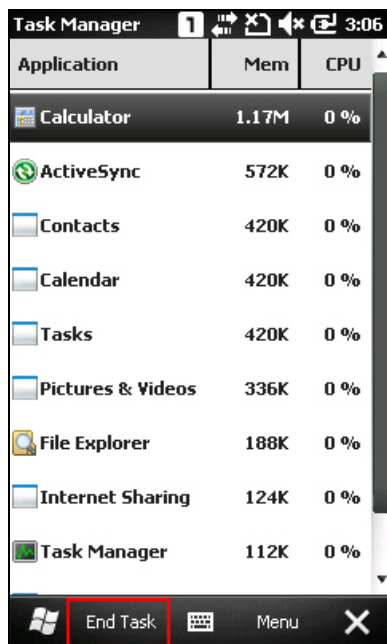 Task Manager 1 3:06
Application Mem CPU
Calculator 1.17M 0 %
ActiveSync 572K 0 %
Contacts 420K 0 %
Calendar 420K 0 %
Tasks 420K 0 %
Pictures & Videos 336K 0 %
File Explorer 188K 0 %
Internet Sharing 124K 0 %
Task Manager 112K 0 %
End Task Menu